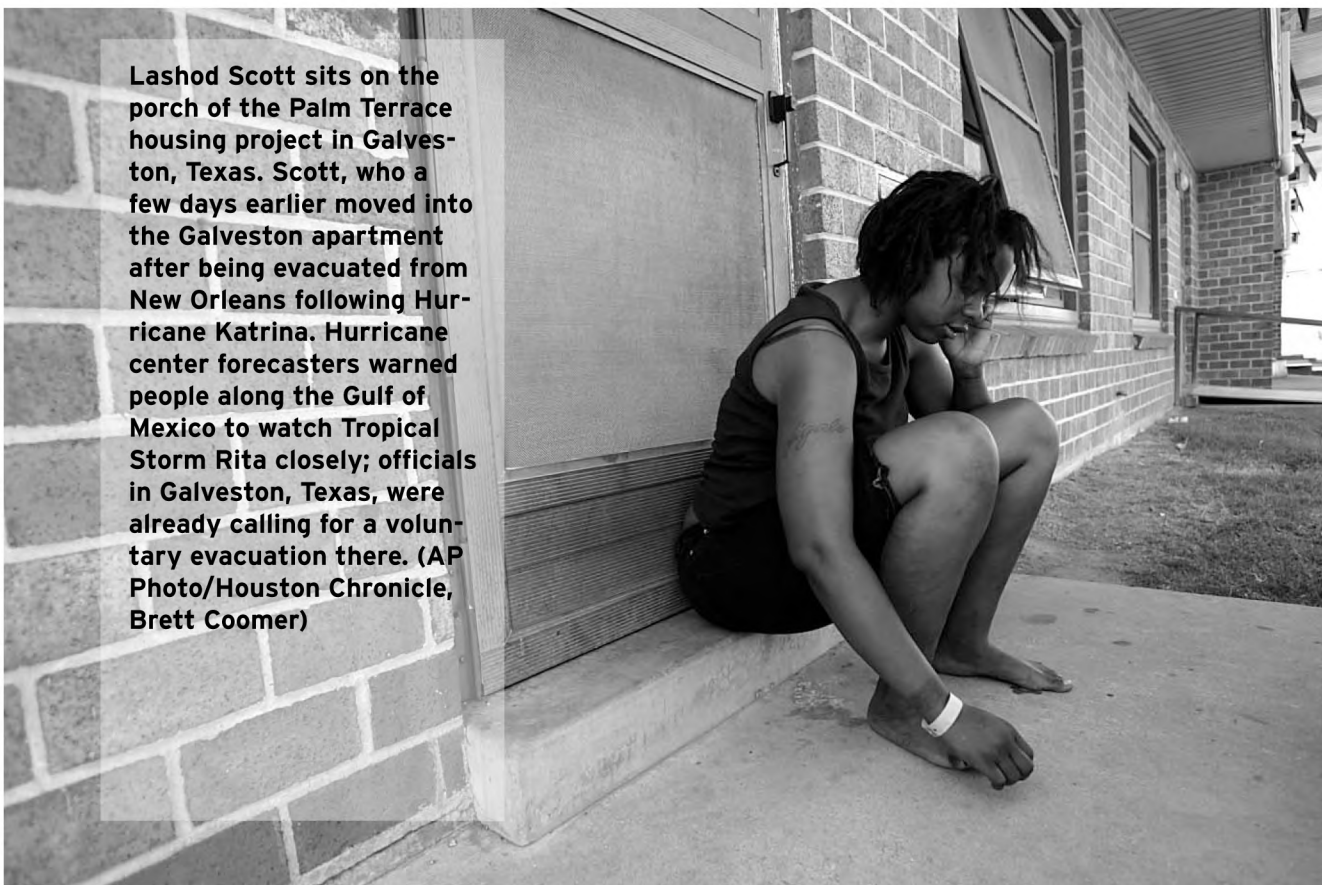 Lashod Scott sits on the
porch of the Palm Terrace
housing project in Galves-
ton, Texas. Scott, who a
few days earlier moved into
the Galveston apartment
after being evacuated from
New Orleans following Hur-
ricane Katrina. Hurricane
center forecasters warned
people along the Gulf of
Mexico to watch Tropical
Storm Rita closely; officials
in Galveston, Texas, were
already calling for a volun-
tary evacuation there. (AP
Photo/Houston Chronicle,
Brett Coomer)